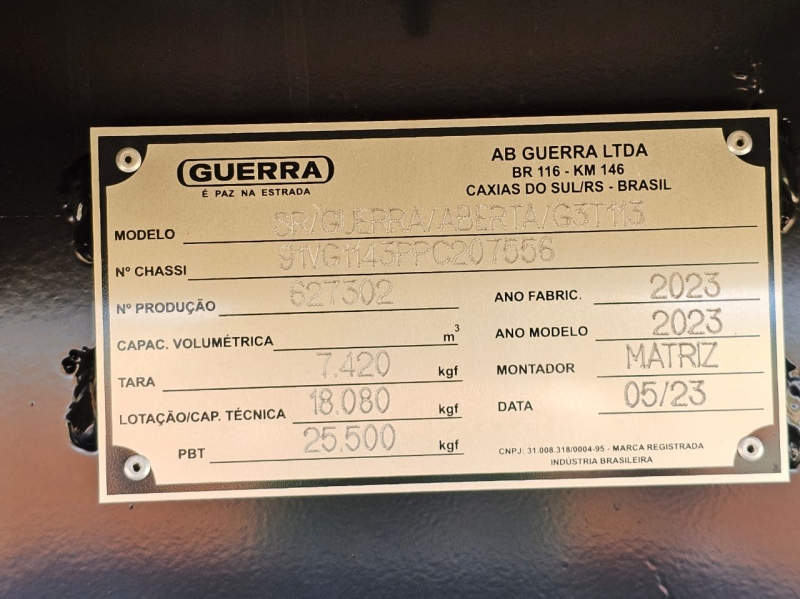 GUERRA
É PAZ NA ESTRADA
AB GUERRA LTDA
BR 116 - KM 146
CAXIAS DO SUL/RS - BRASIL
MODELO SR/GUERRA/ABERTA/G3T113
Nº CHASSI 91VG1143PPC207556
Nº PRODUÇÃO 627302
ANO FABRIC. 2023
CAPAC. VOLUMÉTRICA m³
ANO MODELO 2023
TARA 7.420 kgf
MONTADOR MATRIZ
LOTAÇÃO/CAP. TÉCNICA 18.080 kgf
DATA 05/23
PBT 25.500 kgf
CNPJ: 31.008.318/0004-95 - MARCA REGISTRADA
INDÚSTRIA BRASILEIRA